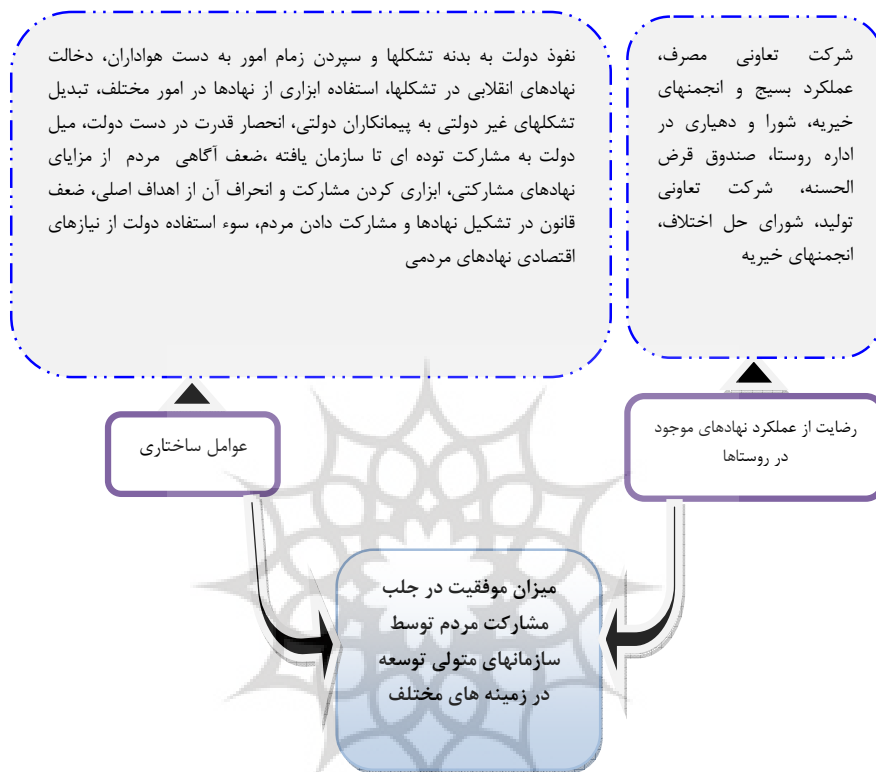 شرکت تعاونی مصرف،
عملکرد بسیج و انجمنهای
خیریه، شورا و دهیاری در
اداره روستا، صندوق قرض
الحسنه، شرکت تعاونی
تولید، شورای حل اختلاف،
انجمنهای خیریه
نفوذ دولت به بدنه تشکلها و سپردن زمام امور به دست هواداران، دخالت
نهادهای انقلابی در تشکلها، استفاده ابزاری از نهادها در امور مختلف، تبدیل
تشکلهای غیر دولتی به پیمانکاران دولتی، انحصار قدرت در دست دولت، میل
دولت به مشارکت توده ای تا سازمان یافته ،ضعف آگاهی مردم از مزایای
نهادهای مشارکتی، ابزاری کردن مشارکت و انحراف آن از اهداف اصلی، ضعف
قانون در تشکیل نهادها و مشارکت دادن مردم، سوء استفاده دولت از نیازهای
اقتصادی نهادهای مردمی
رضایت از عملکرد نهادهای موجود
در روستاها
عوامل ساختاری
میزان موفقیت در جلب
مشارکت مردم توسط
سازمانهای متولی توسعه
در زمینه های مختلف